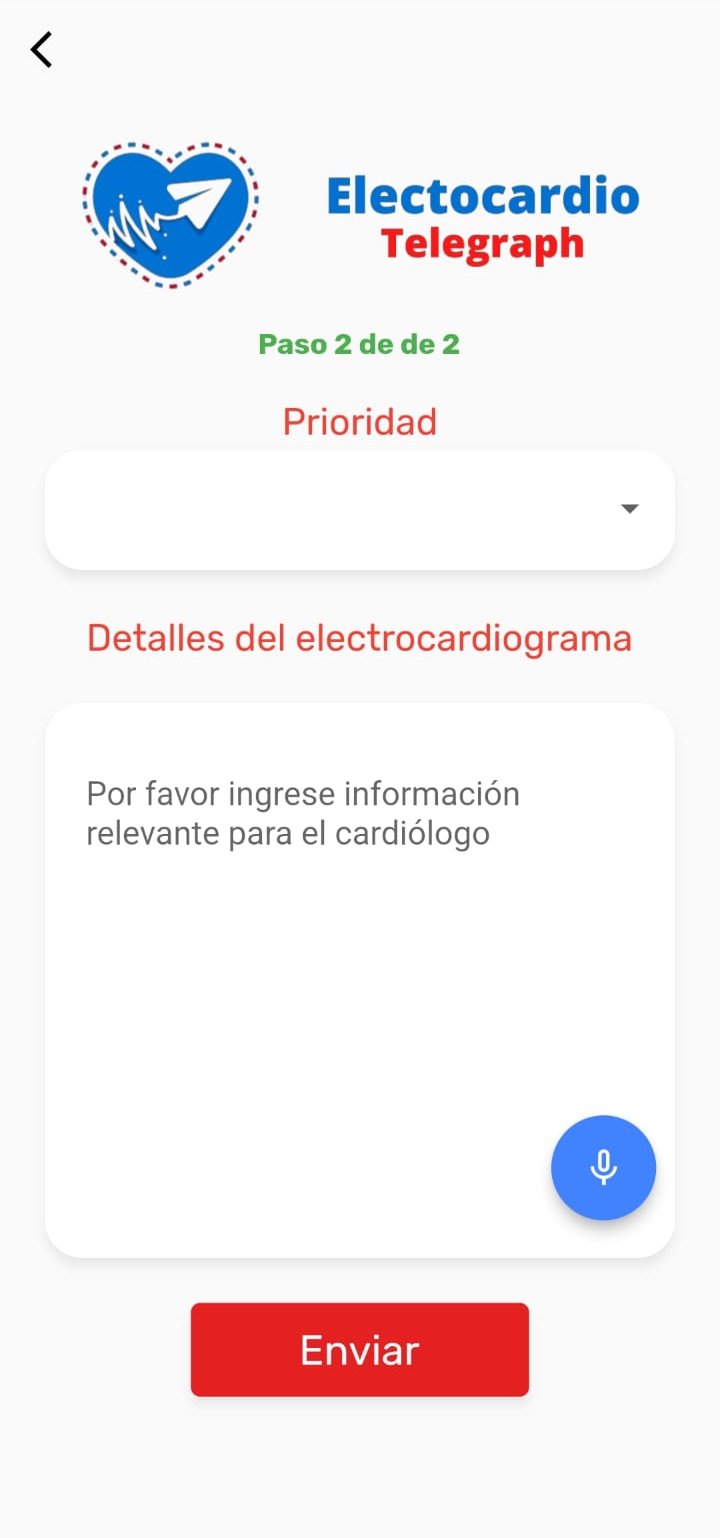 Electocardio
Telegraph
Paso 2 de de 2
Prioridad
Detalles del electrocardiograma
Por favor ingrese información
relevante para el cardiólogo
Enviar